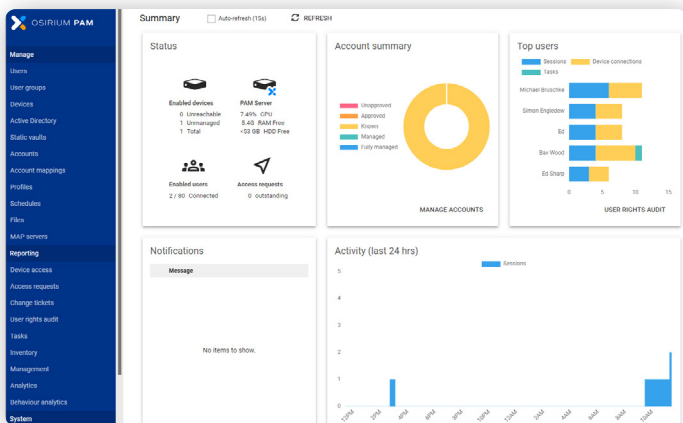 OSIRIUM PAM
Manage
Users
User groups
Devices
Active Directory
Static vaults
Accounts
Account mappings
Profiles
Schedules
Files
MAP servers
Reporting
Device access
Access requests
Change tickets
User rights audit
Tasks
Inventory
Management
Analytics
Behaviour analytics
System
Summary
Auto-refresh (15s)
REFRESH
Status
Enabled devices
0 Unreachable
1 Unmanaged
1 Total
PAM Server
7.49% CPU
5.4G RAM Free
<53 GB HDD Free
Enabled users
2 / 80 Connected
Access requests
0 outstanding
Account summary
Unapproved
Approved
Known
Managed
Fully managed
MANAGE ACCOUNTS
Top users
Sessions
Device connections
Tasks
Michael Bruschke
Simon Engledew
Ed
Bax Wood
Ed Sharp
0 5 10 15
USER RIGHTS AUDIT
Notifications
Message
No items to show.
Activity (last 24 hrs)
Sessions
5
4
3
2
1
0
12PM 2PM 4PM 6PM 8PM 10PM 12AM 2AM 4AM 6AM 8AM 10AM